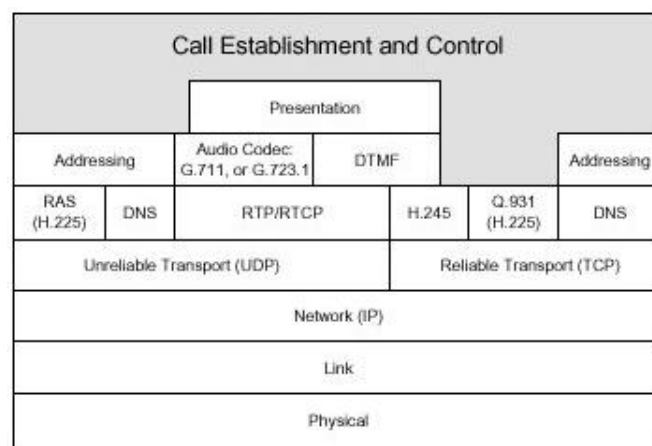 Call Establishment and Control
Presentation
Addressing
Audio Codec:
G.711, or G.723.1
DTMF
Addressing
RAS
(H.225)
DNS
RTP/RTCP
H.245
Q.931
(H.225)
DNS
Unreliable Transport (UDP)
Reliable Transport (TCP)
Network (IP)
Link
Physical